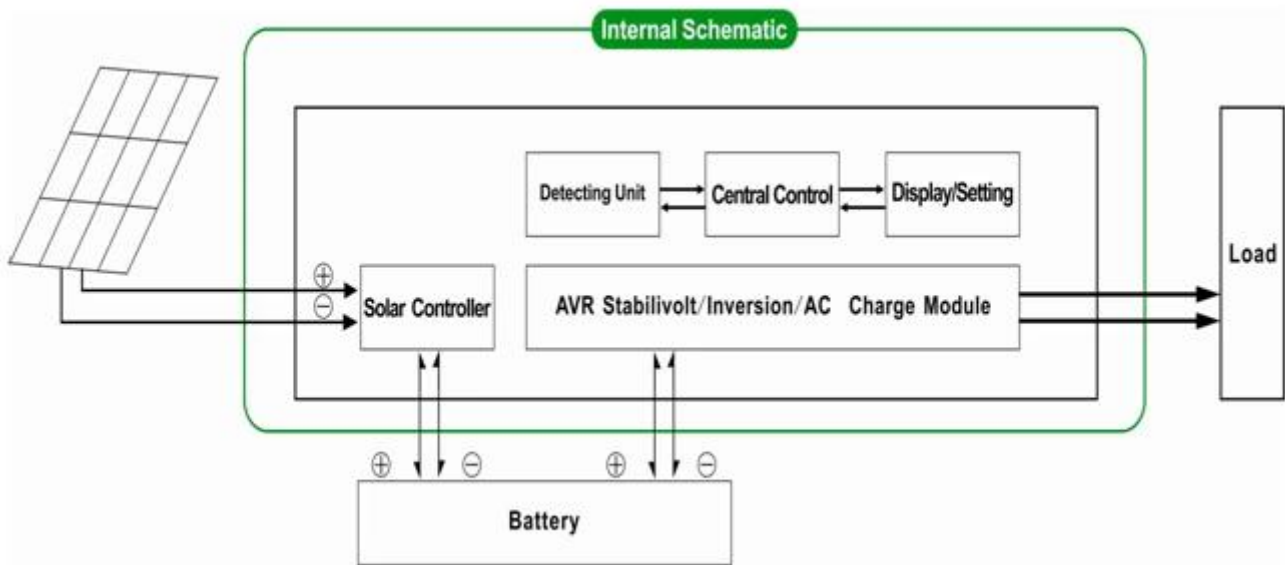 Internal Schematic
Detecting Unit
Central Control
Display/Setting
Load
⊕
⊖
Solar Controller
AVR Stabilivolt/Inversion/AC Charge Module
⊕ ⊖ ⊕ ⊖
Battery